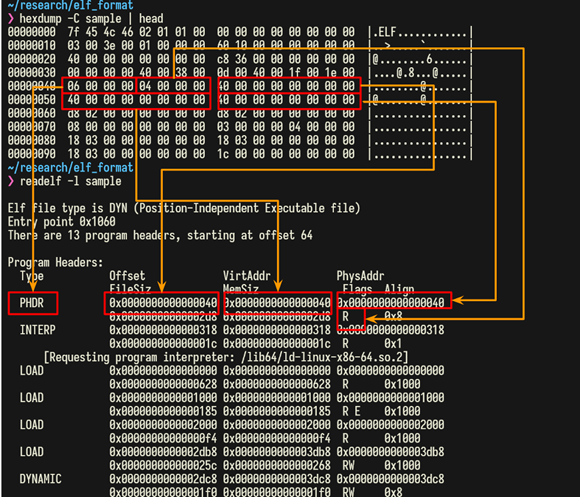 ~/research/elf_format
❯ hexdump -C sample | head
00000000  7f 45 4c 46 02 01 01 00  00 00 00 00 00 00 00 00  |.ELF............|
00000010  03 00 3e 00 01 00 00 00  60 10 00 00 00 00 00 00  |..>.....`.......|
00000020  40 00 00 00 00 00 00 00  c8 36 00 00 00 00 00 00  |@........6......|
00000030  00 00 00 00 40 00 38 00  0d 00 40 00 1f 00 1e 00  |....@.8...@.....|
00000040  06 00 00 00 04 00 00 00  40 00 00 00 00 00 00 00  |........@.......|
00000050  40 00 00 00 00 00 00 00  40 00 00 00 00 00 00 00  |@.......@.......|
00000060  d8 02 00 00 00 00 00 00  d8 02 00 00 00 00 00 00  |................|
00000070  08 00 00 00 00 00 00 00  03 00 00 00 04 00 00 00  |................|
00000080  18 03 00 00 00 00 00 00  18 03 00 00 00 00 00 00  |................|
00000090  18 03 00 00 00 00 00 00  1c 00 00 00 00 00 00 00  |................|
~/research/elf_format
❯ readelf -l sample
Elf file type is DYN (Position-Independent Executable file)
Entry point 0x1060
There are 13 program headers, starting at offset 64
Program Headers:
Type Offset VirtAddr PhysAddr
FileSiz MemSiz Flags Align
PHDR 0x0000000000000040 0x0000000000000040 0x0000000000000040
0x00000000000002d8 0x00000000000002d8 R 0x8
INTERP 0x0000000000000318 0x0000000000000318 0x0000000000000318
0x000000000000001c 0x000000000000001c R 0x1
[Requesting program interpreter: /lib64/ld-linux-x86-64.so.2]
LOAD 0x0000000000000000 0x0000000000000000 0x0000000000000000
0x0000000000000628 0x0000000000000628 R 0x1000
LOAD 0x0000000000001000 0x0000000000001000 0x0000000000001000
0x0000000000000185 0x0000000000000185 R E 0x1000
LOAD 0x0000000000002000 0x0000000000002000 0x0000000000002000
0x00000000000000f4 0x00000000000000f4 R 0x1000
LOAD 0x0000000000002db8 0x0000000000003db8 0x0000000000003db8
0x000000000000025c 0x0000000000000268 RW 0x1000
DYNAMIC 0x0000000000002dc8 0x0000000000003dc8 0x0000000000003dc8
0x00000000000001f0 0x00000000000001f0 RW 0x8